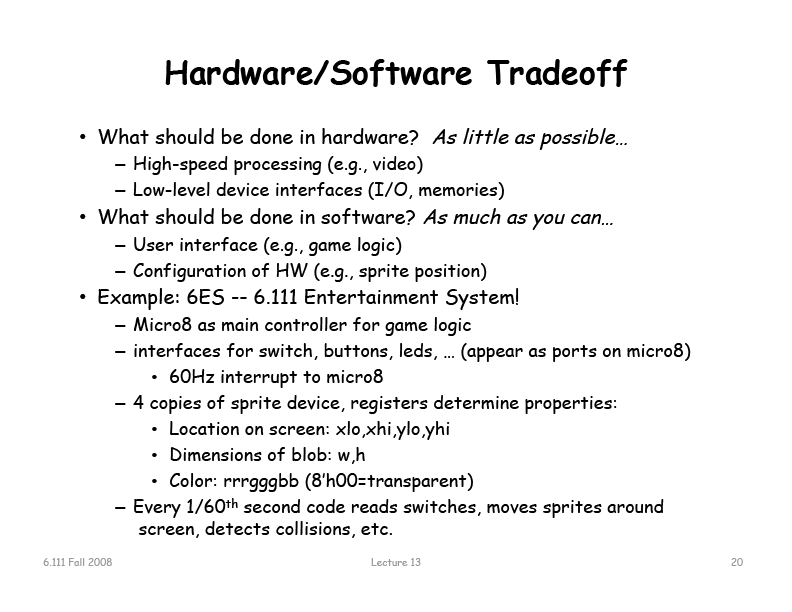 Hardware/Software Tradeoff
• What should be done in hardware? As little as possible…
– High-speed processing (e.g., video)
– Low-level device interfaces (I/O, memories)
• What should be done in software? As much as you can…
– User interface (e.g., game logic)
– Configuration of HW (e.g., sprite position)
• Example: 6ES -- 6.111 Entertainment System!
– Micro8 as main controller for game logic
– interfaces for switch, buttons, leds, … (appear as ports on micro8)
• 60Hz interrupt to micro8
– 4 copies of sprite device, registers determine properties:
• Location on screen: xlo,xhi,ylo,yhi
• Dimensions of blob: w,h
• Color: rrrgggbb (8’h00=transparent)
– Every 1/60th second code reads switches, moves sprites around
screen, detects collisions, etc.
6.111 Fall 2008
Lecture 13
20